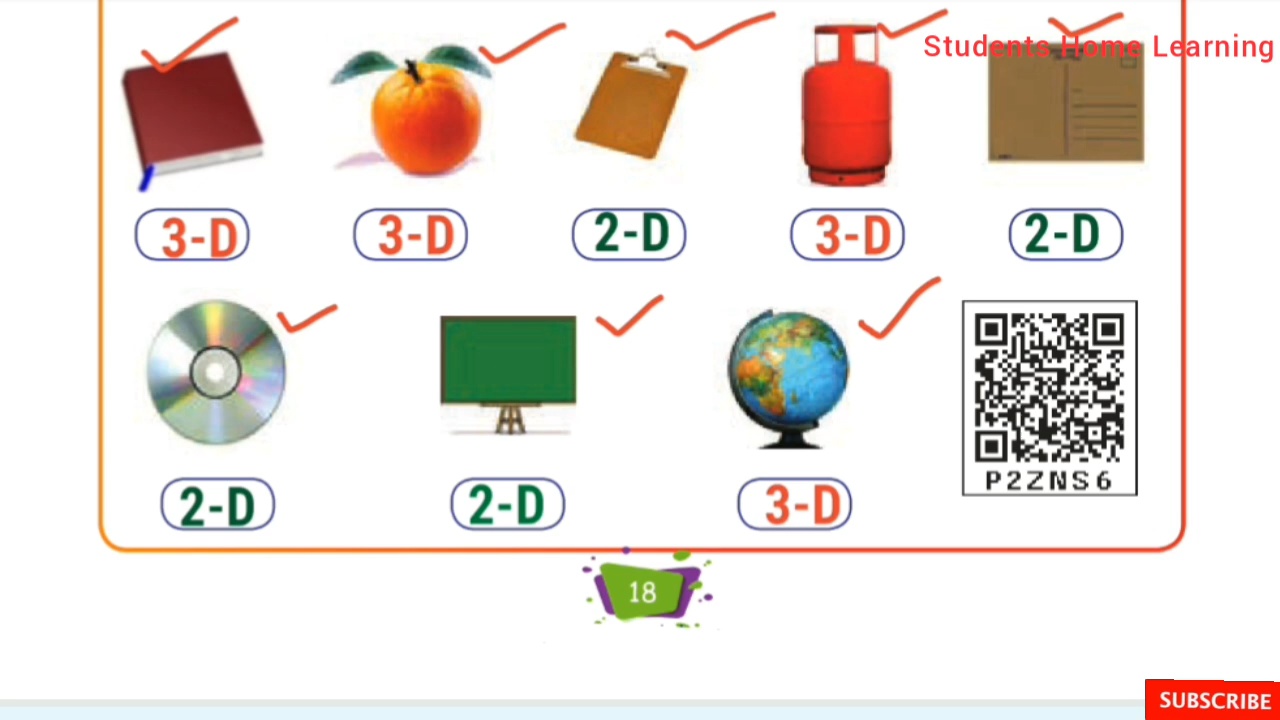 Students Home Learning
3-D 3-D 2-D 3-D 2-D
2-D 2-D 3-D
P2ZNS6
18
SUBSCRIBE